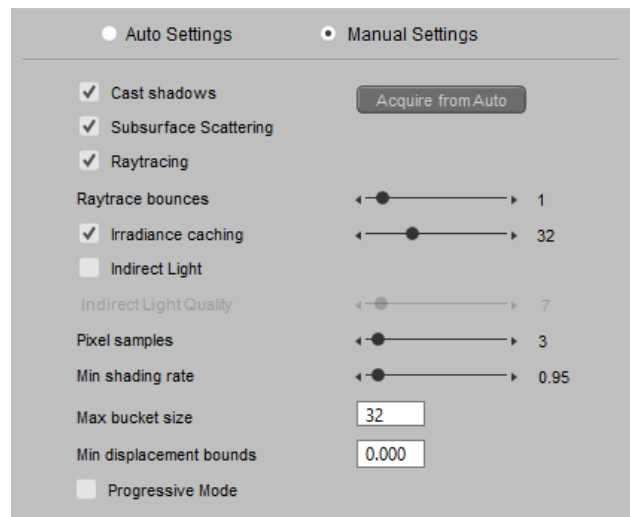 Auto Settings Manual Settings
Cast shadows Acquire from Auto
Subsurface Scattering
Raytracing
Raytrace bounces 1
Irradiance caching 32
Indirect Light
Indirect Light Quality 7
Pixel samples 3
Min shading rate 0.95
Max bucket size 32
Min displacement bounds 0.000
Progressive Mode